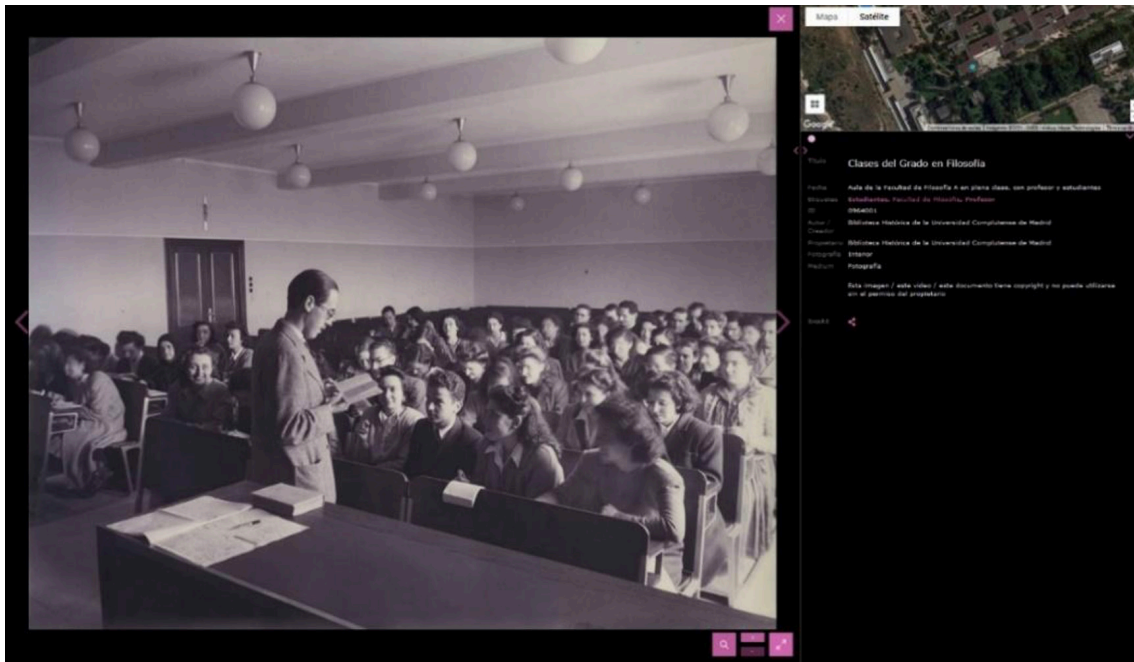 Mapa Satélite
Google
Título Clases del Grado en Filosofía
Aula de la Facultad de Filosofía A en plena clase, con profesor y estudiantes
Etiquetas Estudiantes, Facultad de Filosofía, Profesor
ID 0964001
Autor / Biblioteca Histórica de la Universidad Complutense de Madrid
Creador
Propietario Biblioteca Histórica de la Universidad Complutense de Madrid
Fotografía Interior
Medium Fotografía
Esta imagen / este video / este documento tiene copyright y no puede utilizarse
sin el permiso del propietario